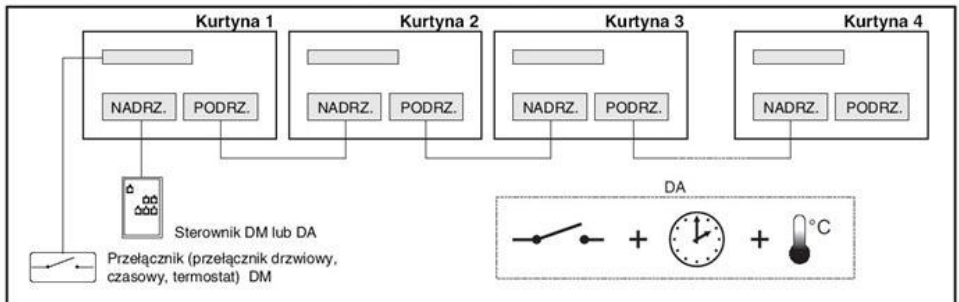 Kurtyna 1
Kurtyna 2
Kurtyna 3
Kurtyna 4
NADRZ. PODRZ.
NADRZ. PODRZ.
NADRZ. PODRZ.
NADRZ. PODRZ.
Sterownik DM lub DA
Przełącznik (przełącznik drzwiowy,
czasowy, termostat) DM
DA
+ + °C